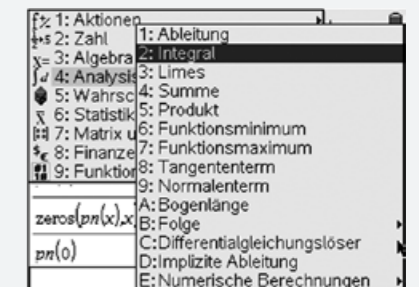 1: Aktionen
2: Zahl
3: Algebra
4: Analysis
5: Wahrsc
6: Statistik
7: Matrix u
8: Finanze
9: Funktion
1: Ableitung
2: Integral
3: Limes
4: Summe
5: Produkt
6: Funktionsminimum
7: Funktionsmaximum
8: Tangententerm
9: Normalenterm
A: Bogenlänge
B: Folge
C: Differentialgleichungslöser
D: Implizite Ableitung
E: Numerische Berechnungen
zeros(pn(x),x
pn(0)